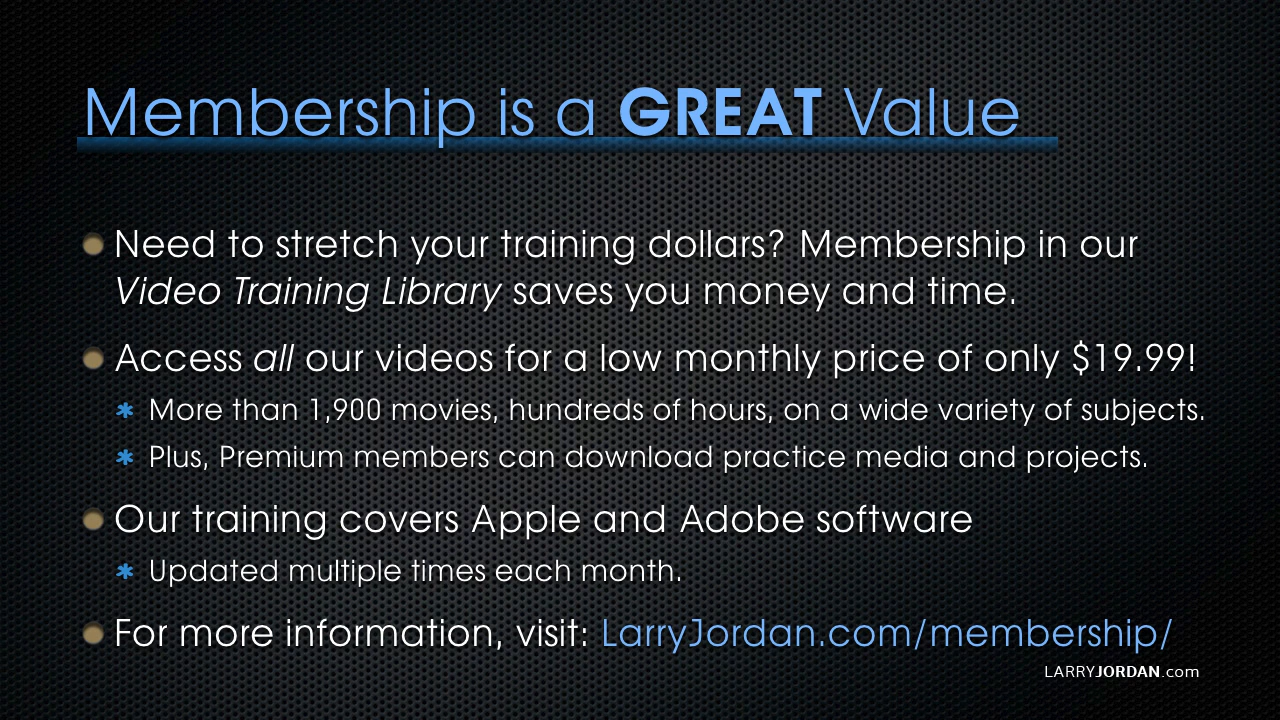 Membership is a GREAT Value
Need to stretch your training dollars? Membership in our
Video Training Library saves you money and time.
Access all our videos for a low monthly price of only $19.99!
More than 1,900 movies, hundreds of hours, on a wide variety of subjects.
Plus, Premium members can download practice media and projects.
Our training covers Apple and Adobe software
Updated multiple times each month.
For more information, visit: LarryJordan.com/membership/
LARRYJORDAN.com